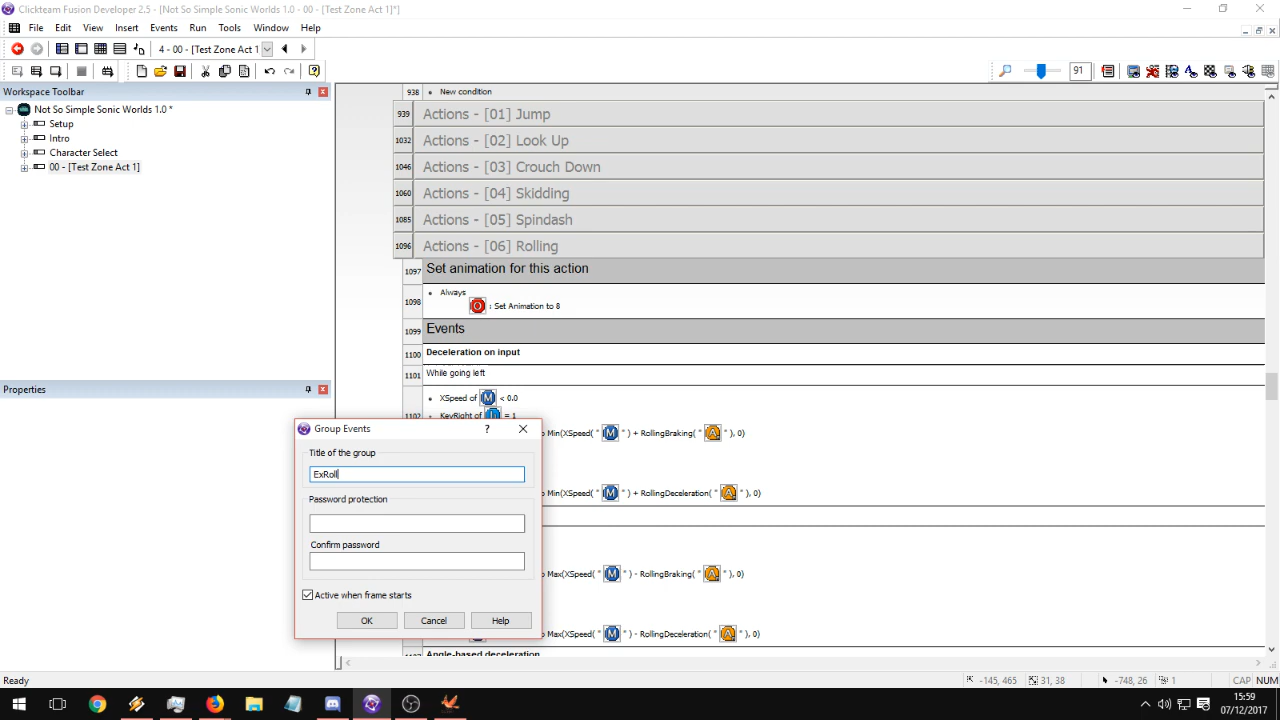 Clickteam Fusion Developer 2.5 - [Not So Simple Sonic Worlds 1.0 - 00 - [Test Zone Act 1]*]
File Edit View Insert Events Run Tools Window Help
4 - 00 - [Test Zone Act 1
91
Workspace Toolbar
Not So Simple Sonic Worlds 1.0 *
Setup
Intro
Character Select
00 - [Test Zone Act 1]
Properties
938 New condition
939 Actions - [01] Jump
1032 Actions - [02] Look Up
1046 Actions - [03] Crouch Down
1060 Actions - [04] Skidding
1085 Actions - [05] Spindash
1096 Actions - [06] Rolling
1097 Set animation for this action
1098 Always
: Set Animation to 8
1099 Events
1100 Deceleration on input
1101 While going left
XSpeed of M < 0.0
1102 KeyRight of = 1
Min(XSpeed( " M " ) + RollingBraking( " A " ), 0)
Min(XSpeed( " M " ) + RollingDeceleration( " A " ), 0)
Max(XSpeed( " M " ) - RollingBraking( " A " ), 0)
Max(XSpeed( " M " ) - RollingDeceleration( " A " ), 0)
Angle-based deceleration
Group Events
?
Title of the group
ExRoll
Password protection
Confirm password
Active when frame starts
OK Cancel Help
Ready
-145, 465 31, 38 -748, 26 1 CAP NUM
15:59
07/12/2017